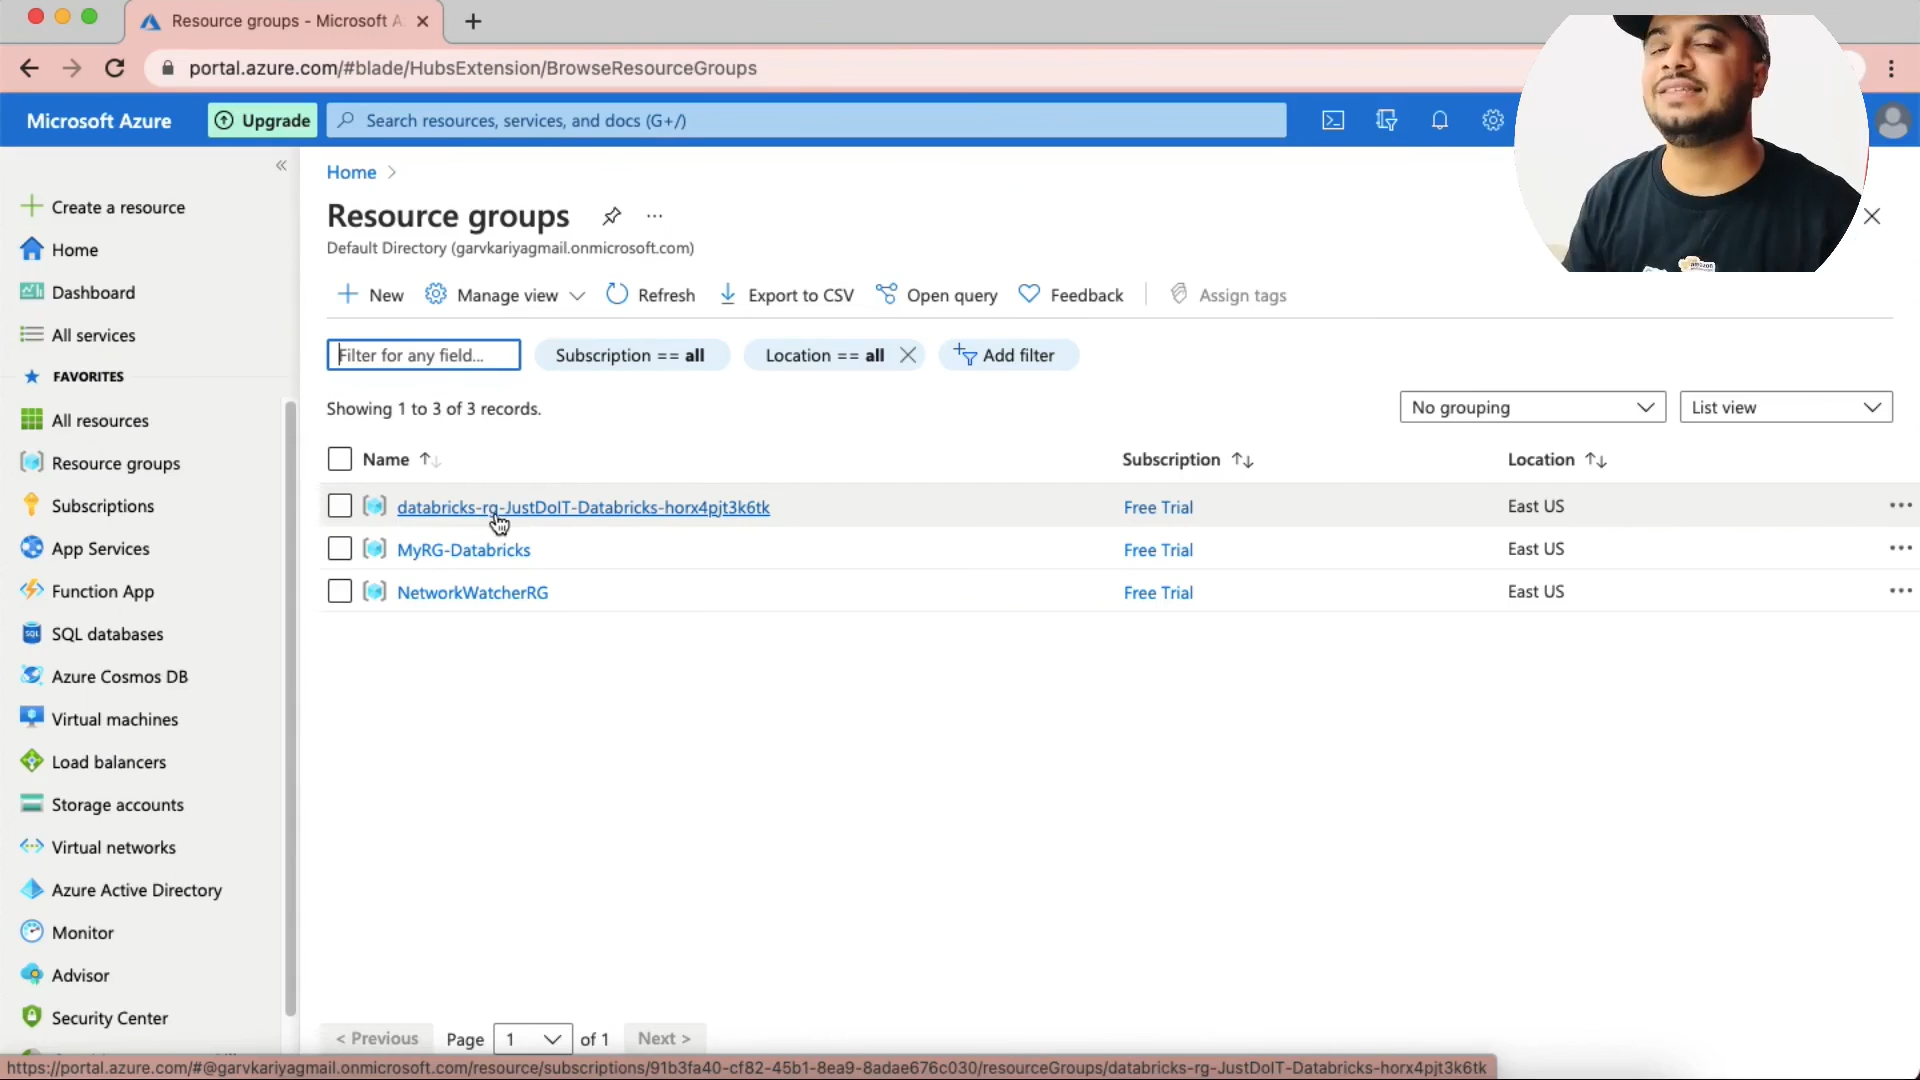 Resource groups - Microsoft A
portal.azure.com/#blade/HubsExtension/BrowseResourceGroups
Microsoft Azure
Upgrade
Search resources, services, and docs (G+/)
Create a resource
Home
Dashboard
All services
FAVORITES
All resources
Resource groups
Subscriptions
App Services
Function App
SQL databases
Azure Cosmos DB
Virtual machines
Load balancers
Storage accounts
Virtual networks
Azure Active Directory
Monitor
Advisor
Security Center
Home
Resource groups
Default Directory (garvkariyagmail.onmicrosoft.com)
New Manage view Refresh Export to CSV Open query Feedback Assign tags
Filter for any field... Subscription == all Location == all Add filter
Showing 1 to 3 of 3 records.
No grouping List view
Name Subscription Location
databricks-rg-JustDoIT-Databricks-horx4pjt3k6tk Free Trial East US
MyRG-Databricks Free Trial East US
NetworkWatcherRG Free Trial East US
< Previous Page 1 of 1 Next >
https://portal.azure.com/#@garvkariyagmail.onmicrosoft.com/resource/subscriptions/91b3fa40-cf82-45b1-8ea9-8adae676c030/resourceGroups/databricks-rg-JustDoIT-Databricks-horx4pjt3k6tk
amazon